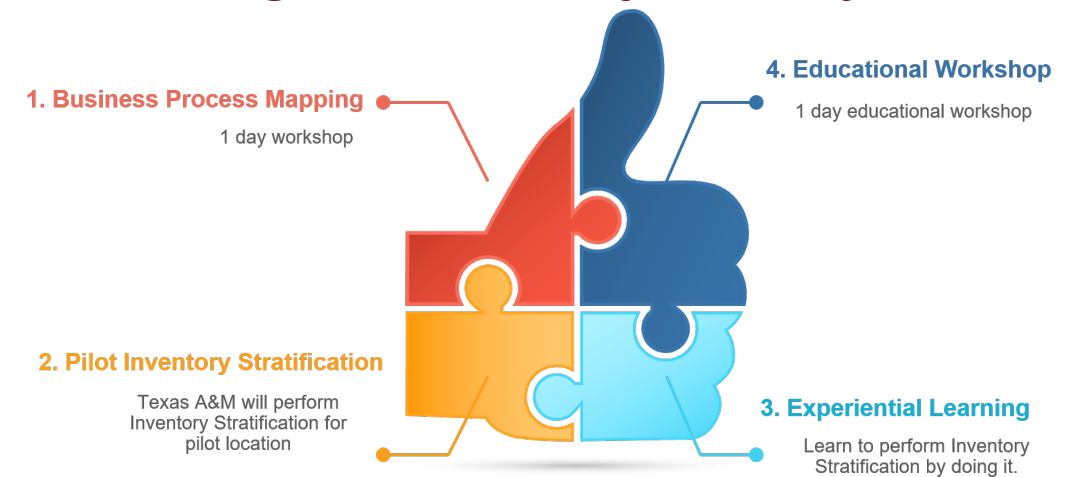 1. Business Process Mapping
1 day workshop
2. Pilot Inventory Stratification
Texas A&M will perform
Inventory Stratification for
pilot location
3. Experiential Learning
Learn to perform Inventory
Stratification by doing it.
4. Educational Workshop
1 day educational workshop